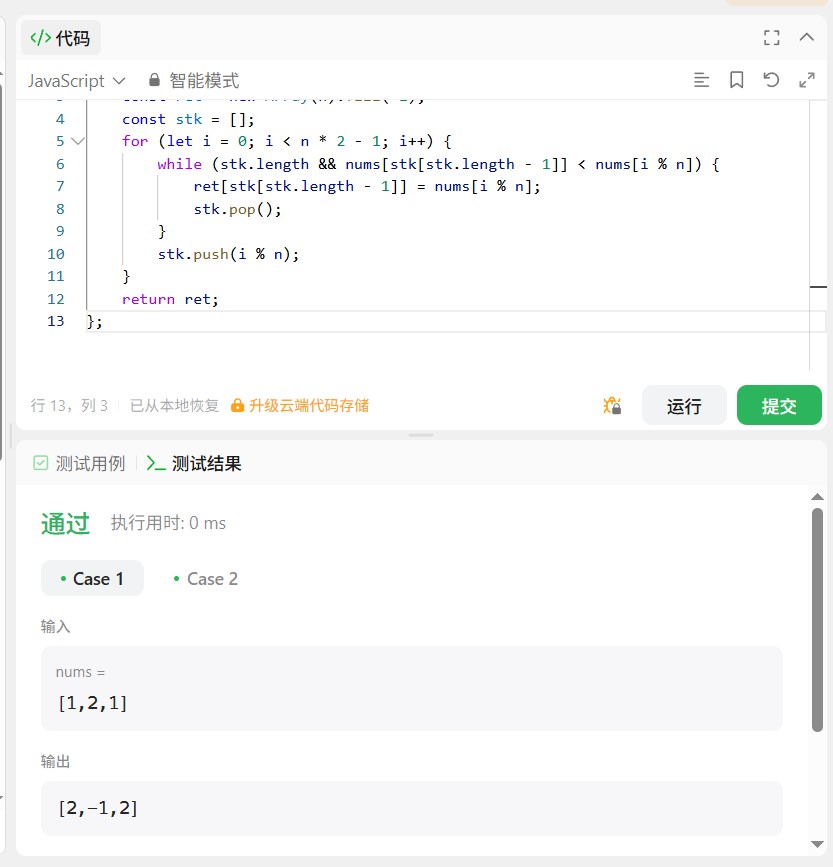 </> 代码
JavaScript 智能模式
4 const stk = [];
5 for (let i = 0; i < n * 2 - 1; i++) {
6 while (stk.length && nums[stk[stk.length - 1]] < nums[i % n]) {
7 ret[stk[stk.length - 1]] = nums[i % n];
8 stk.pop();
9 }
10 stk.push(i % n);
11 }
12 return ret;
13 };
行 13，列 3 已从本地恢复 升级云端代码存储 运行 提交
测试用例 >_ 测试结果
通过 执行用时: 0 ms
• Case 1 • Case 2
输入
nums =
[1,2,1]
输出
[2,-1,2]